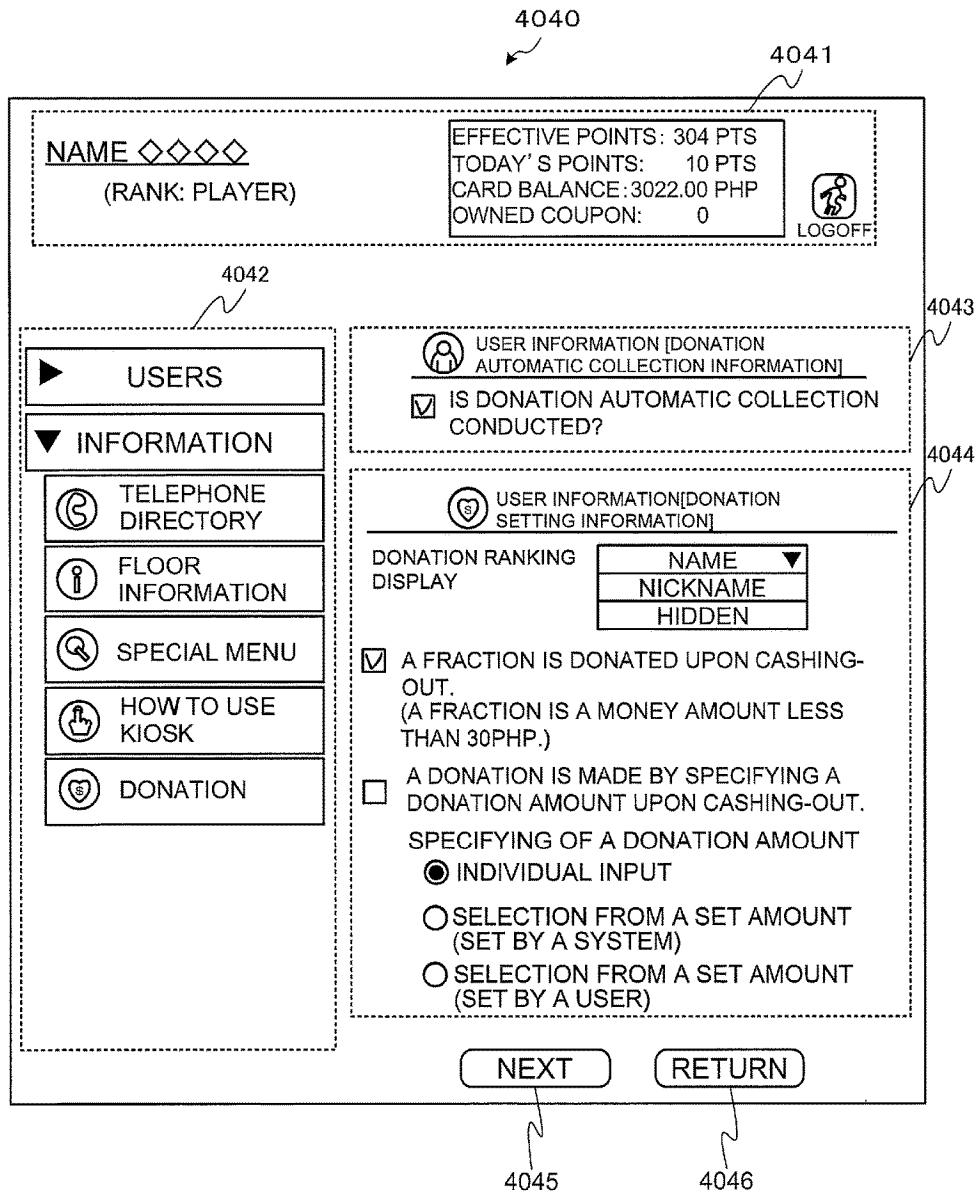 4040
4041
NAME ◇◇◇◇
(RANK: PLAYER)
EFFECTIVE POINTS: 304 PTS
TODAY'S POINTS: 10 PTS
CARD BALANCE:3022.00 PHP
OWNED COUPON: 0
LOGOFF
4042
USERS
INFORMATION
TELEPHONE
DIRECTORY
FLOOR
INFORMATION
SPECIAL MENU
HOW TO USE
KIOSK
DONATION
4043
USER INFORMATION [DONATION
AUTOMATIC COLLECTION INFORMATION]
IS DONATION AUTOMATIC COLLECTION
CONDUCTED?
4044
USER INFORMATION[DONATION
SETTING INFORMATION]
DONATION RANKING
DISPLAY
NAME
NICKNAME
HIDDEN
A FRACTION IS DONATED UPON CASHING-
OUT.
(A FRACTION IS A MONEY AMOUNT LESS
THAN 30PHP.)
A DONATION IS MADE BY SPECIFYING A
DONATION AMOUNT UPON CASHING-OUT.
SPECIFYING OF A DONATION AMOUNT
INDIVIDUAL INPUT
SELECTION FROM A SET AMOUNT
(SET BY A SYSTEM)
SELECTION FROM A SET AMOUNT
(SET BY A USER)
NEXT
RETURN
4045
4046